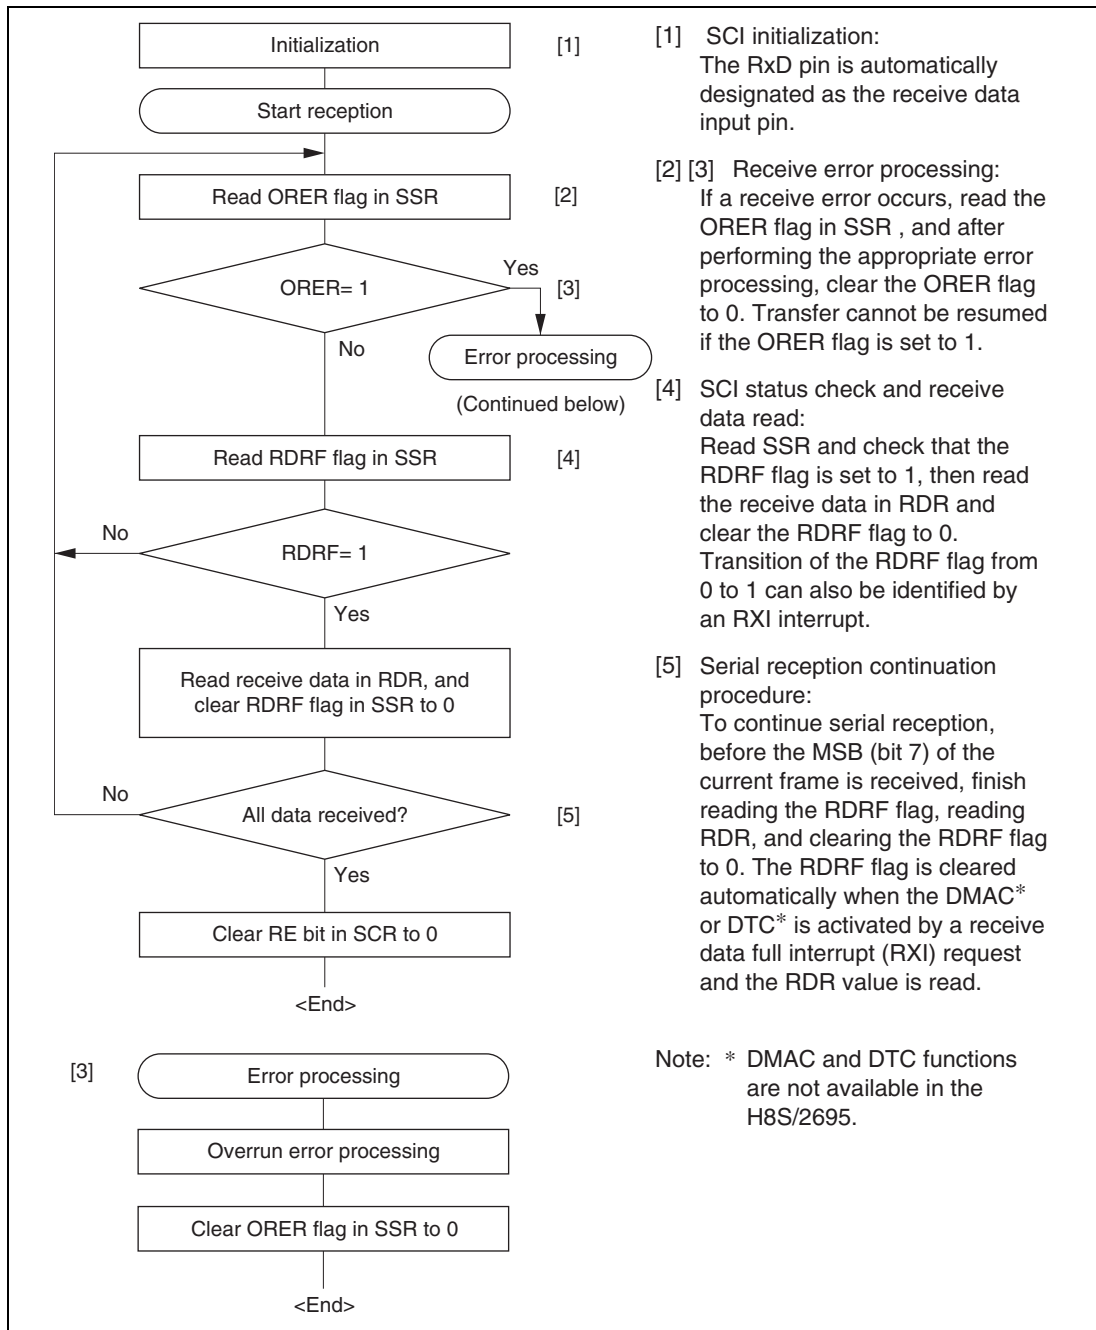 Initialization
[1]
Start reception
Read ORER flag in SSR
[2]
ORER= 1
Yes
[3]
No
Error processing
(Continued below)
Read RDRF flag in SSR
[4]
No
RDRF= 1
Yes
Read receive data in RDR, and
clear RDRF flag in SSR to 0
No
All data received?
[5]
Yes
Clear RE bit in SCR to 0
<End>
[3]
Error processing
Overrun error processing
Clear ORER flag in SSR to 0
<End>
[1] SCI initialization:
The RxD pin is automatically
designated as the receive data
input pin.
[2] [3] Receive error processing:
If a receive error occurs, read the
ORER flag in SSR , and after
performing the appropriate error
processing, clear the ORER flag
to 0. Transfer cannot be resumed
if the ORER flag is set to 1.
[4] SCI status check and receive
data read:
Read SSR and check that the
RDRF flag is set to 1, then read
the receive data in RDR and
clear the RDRF flag to 0.
Transition of the RDRF flag from
0 to 1 can also be identified by
an RXI interrupt.
[5] Serial reception continuation
procedure:
To continue serial reception,
before the MSB (bit 7) of the
current frame is received, finish
reading the RDRF flag, reading
RDR, and clearing the RDRF flag
to 0. The RDRF flag is cleared
automatically when the DMAC*
or DTC* is activated by a receive
data full interrupt (RXI) request
and the RDR value is read.
Note: * DMAC and DTC functions
are not available in the
H8S/2695.